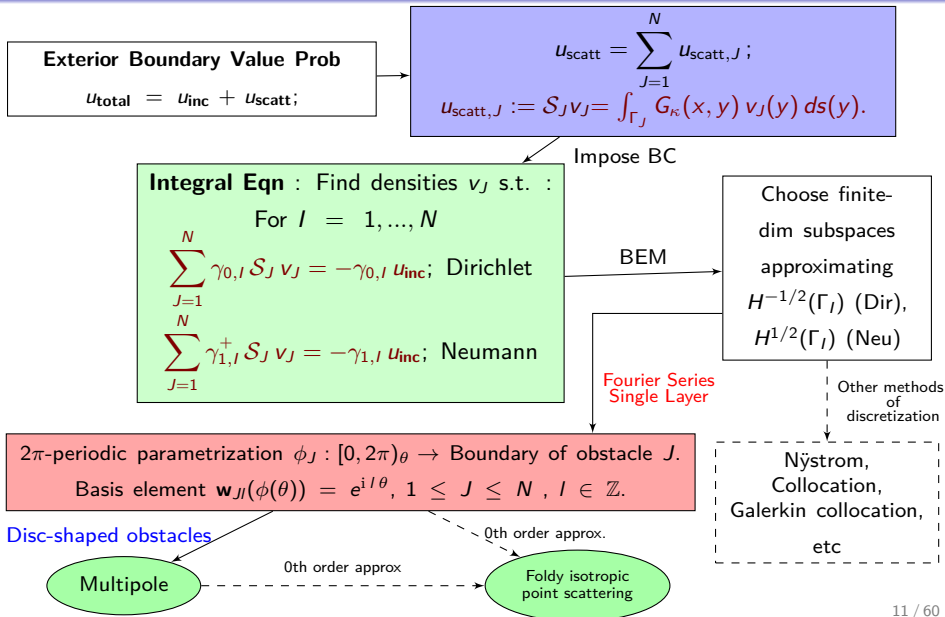 Exterior Boundary Value Prob
u_total = u_inc + u_scatt;
u_scatt = ∑_{J=1}^{N} u_scatt,J ;
u_scatt,J := 𝒮_J v_J = ∫_{Γ_J} G_κ(x, y) v_J(y) ds(y).
Impose BC
Integral Eqn : Find densities v_J s.t. :
For I = 1, ..., N
∑_{J=1}^{N} γ_{0,I} 𝒮_J v_J = −γ_{0,I} u_inc; Dirichlet
∑_{J=1}^{N} γ^+_{1,I} 𝒮_J v_J = −γ_{1,I} u_inc; Neumann
BEM
Choose finite-
dim subspaces
approximating
H^{−1/2}(Γ_I) (Dir),
H^{1/2}(Γ_I) (Neu)
Fourier Series
Single Layer
Other methods
of
discretization
2π-periodic parametrization ϕ_J : [0, 2π)_θ → Boundary of obstacle J.
Basis element w_{Jl}(ϕ(θ)) = e^{i l θ}, 1 ≤ J ≤ N , l ∈ ℤ.
Nÿstrom,
Collocation,
Galerkin collocation,
etc
Disc-shaped obstacles
0th order approx.
Multipole
0th order approx
Foldy isotropic
point scattering
11 / 60